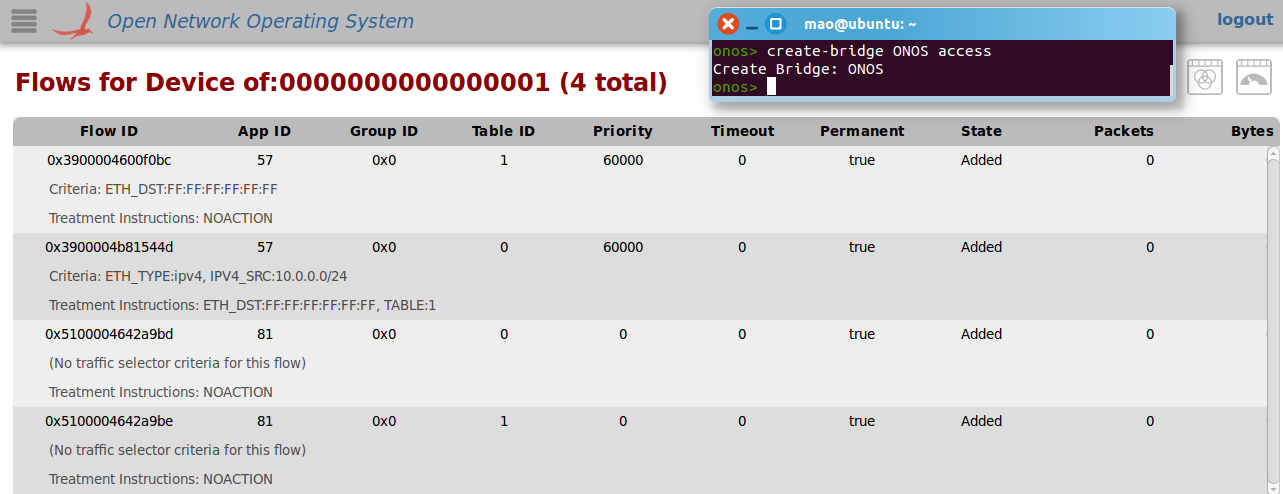 Open Network Operating System
mao@ubuntu: ~
logout
onos> create-bridge ONOS access
Create Bridge: ONOS
onos>
Flows for Device of:0000000000000001 (4 total)
Flow ID App ID Group ID Table ID Priority Timeout Permanent State Packets Bytes
0x3900004600f0bc 57 0x0 1 60000 0 true Added 0
Criteria: ETH_DST:FF:FF:FF:FF:FF:FF
Treatment Instructions: NOACTION
0x3900004b81544d 57 0x0 0 60000 0 true Added 0
Criteria: ETH_TYPE:ipv4, IPV4_SRC:10.0.0.0/24
Treatment Instructions: ETH_DST:FF:FF:FF:FF:FF:FF, TABLE:1
0x5100004642a9bd 81 0x0 0 0 0 true Added 0
(No traffic selector criteria for this flow)
Treatment Instructions: NOACTION
0x5100004642a9be 81 0x0 1 0 0 true Added 0
(No traffic selector criteria for this flow)
Treatment Instructions: NOACTION